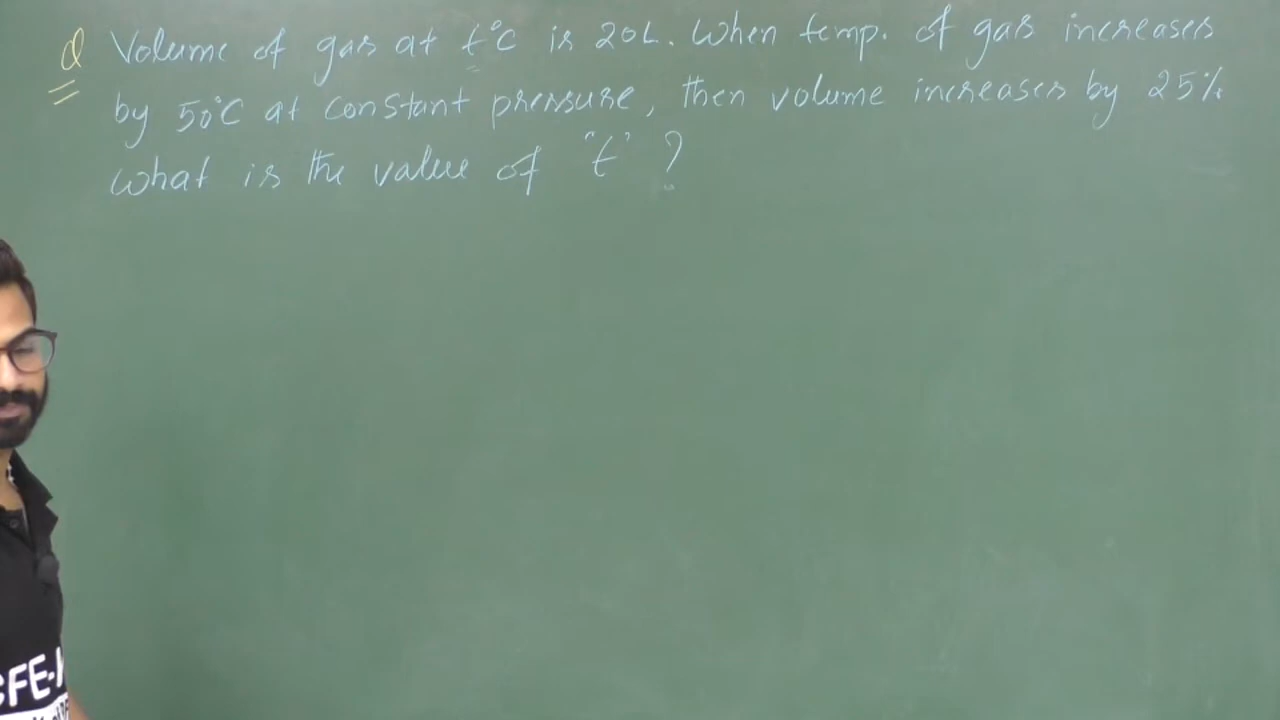 Q Volume of gas at t°C is 20L. When temp. of gas increases
by 50°C at constant pressure, then volume increases by 25%
what is the value of "t" ?
CFE-